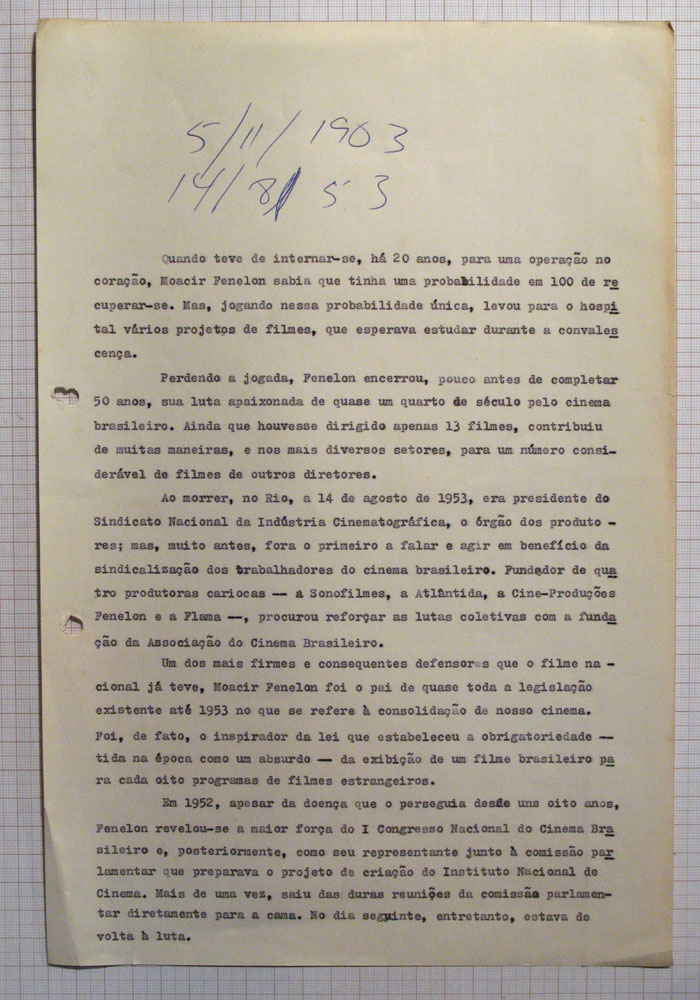 5/11/1903
14/8/53
Quando teve de internar-se, há 20 anos, para uma operação no
coração, Moacir Fenelon sabia que tinha uma probabilidade em 100 de re
cuperar-se. Mas, jogando nessa probabilidade única, levou para o hospi
tal vários projetos de filmes, que esperava estudar durante a convales
cença.
Perdendo a jogada, Fenelon encerrou, pouco antes de completar
50 anos, sua luta apaixonada de quase um quarto de século pelo cinema
brasileiro. Ainda que houvesse dirigido apenas 13 filmes, contribuiu
de muitas maneiras, e nos mais diversos setores, para um número consi-
derável de filmes de outros diretores.
Ao morrer, no Rio, a 14 de agosto de 1953, era presidente do
Sindicato Nacional da Indústria Cinematográfica, o órgão dos produto -
res; mas, muito antes, fora o primeiro a falar e agir em benefício da
sindicalização dos trabalhadores do cinema brasileiro. Fundador de qua
tro produtoras cariocas -- a Sonofilmes, a Atlântida, a Cine-Produções
Fenelon e a Flama --, procurou reforçar as lutas coletivas com a funda
ção da Associação do Cinema Brasileiro.
Um dos mais firmes e consequentes defensores que o filme na -
cional já teve, Moacir Fenelon foi o pai de quase toda a legislação
existente até 1953 no que se refere à consolidação de nosso cinema.
Foi, de fato, o inspirador da lei que estabeleceu a obrigatoriedade --
tida na época como um absurdo -- da exibição de um filme brasileiro pa
ra cada oito programas de filmes estrangeiros.
Em 1952, apesar da doença que o perseguia desde uns oito anos,
Fenelon revelou-se a maior força do I Congresso Nacional do Cinema Bra
sileiro e, posteriormente, como seu representante junto à comissão par
lamentar que preparava o projeto de criação do Instituto Nacional de
Cinema. Mais de uma vez, saiu das duras reuniões da comissão parlamen-
tar diretamente para a cama. No dia seguinte, entretanto, estava de
volta à luta.